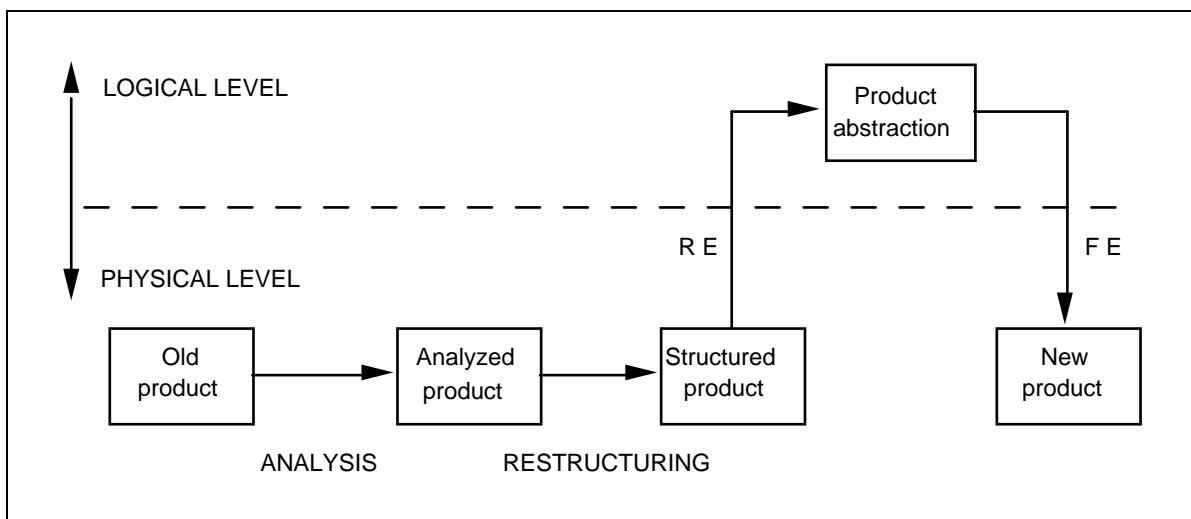 LOGICAL LEVEL
Product
abstraction
R E
F E
PHYSICAL LEVEL
Old
product
Analyzed
product
Structured
product
New
product
ANALYSIS
RESTRUCTURING